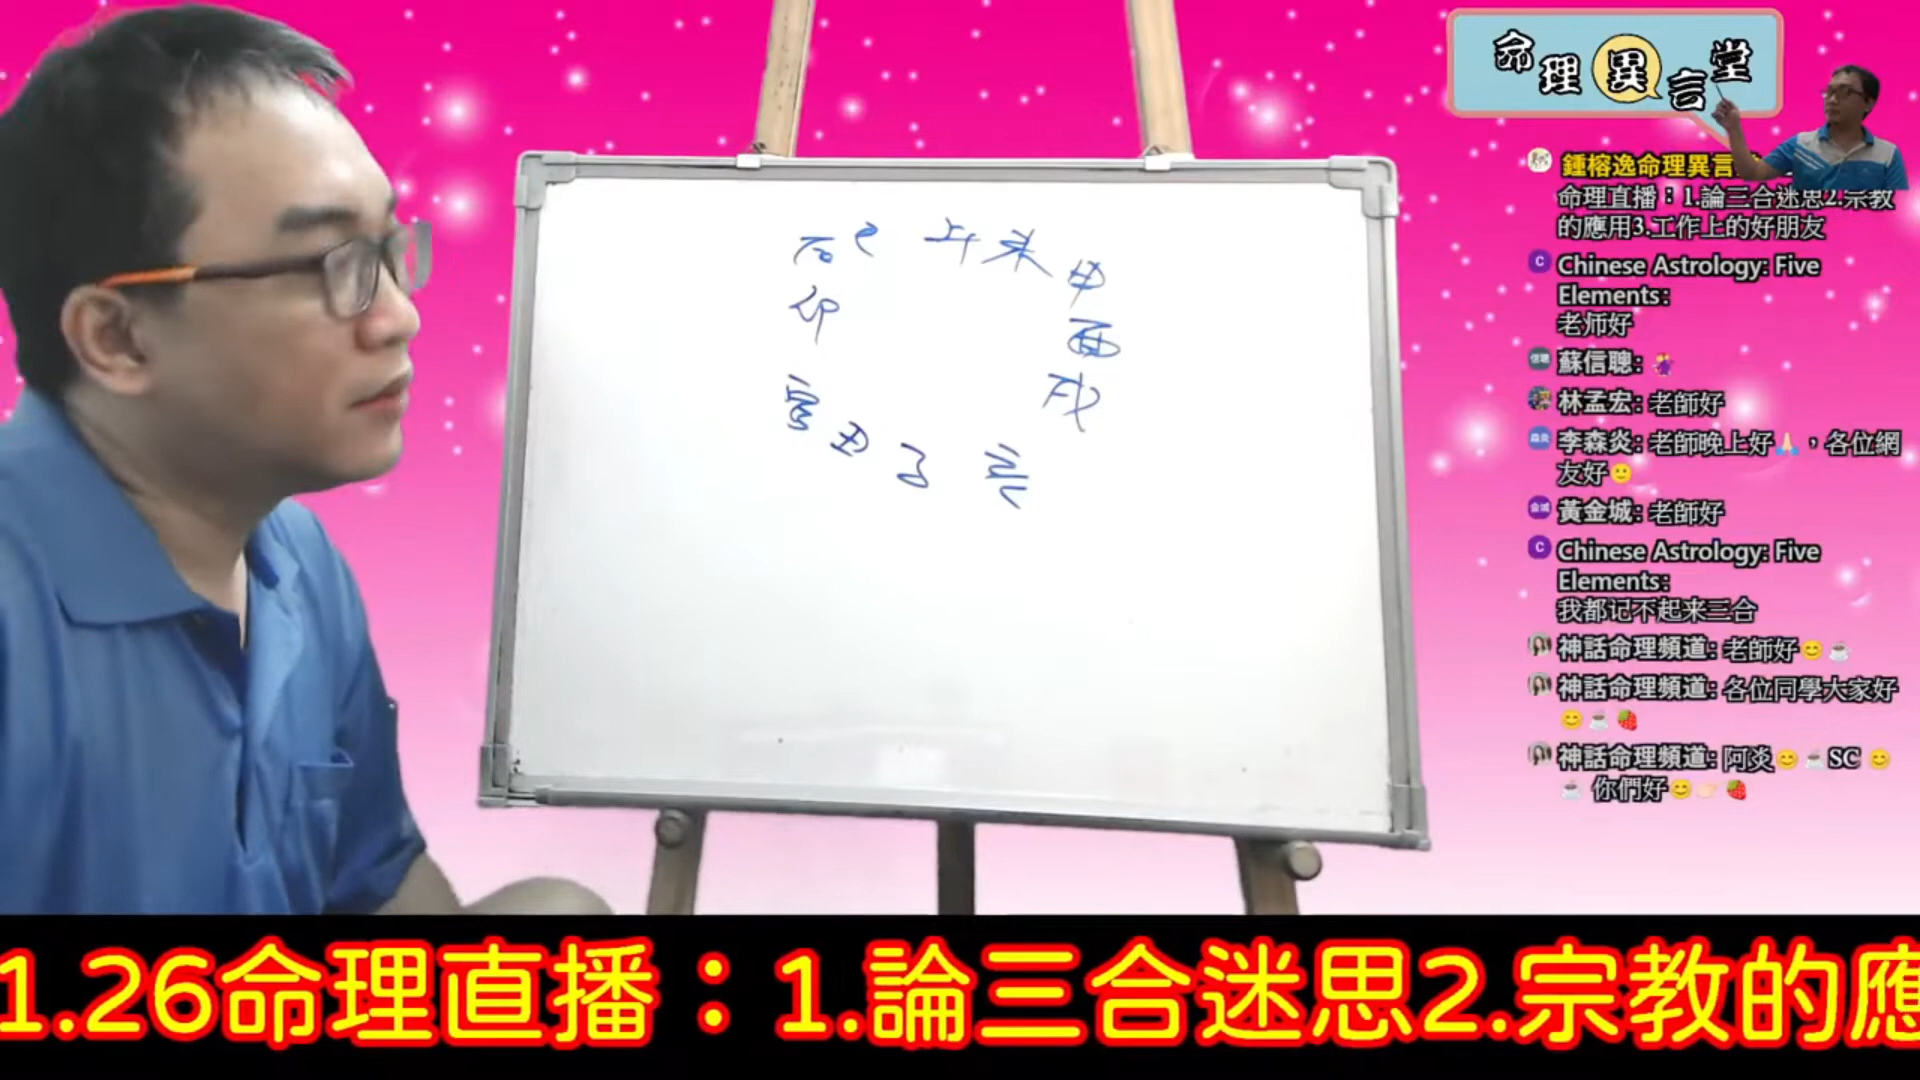 命理異言堂
鍾榕逸命理異言
命理直播：1.論三合迷思2.宗教
的應用3.工作上的好朋友
Chinese Astrology: Five
Elements:
老师好
蘇信聰:
林孟宏: 老師好
李森炎: 老師晚上好🙏，各位網
友好🙂
黃金城: 老師好
Chinese Astrology: Five
Elements:
我都记不起来三合
神話命理頻道: 老師好😊☕
神話命理頻道: 各位同學大家好
😊☕🍓
神話命理頻道: 阿炎😊☕SC😊
☕你們好😊🍓
辰巳午未申
卯酉
寅丑子亥戌
1.26命理直播：1.論三合迷思2.宗教的應